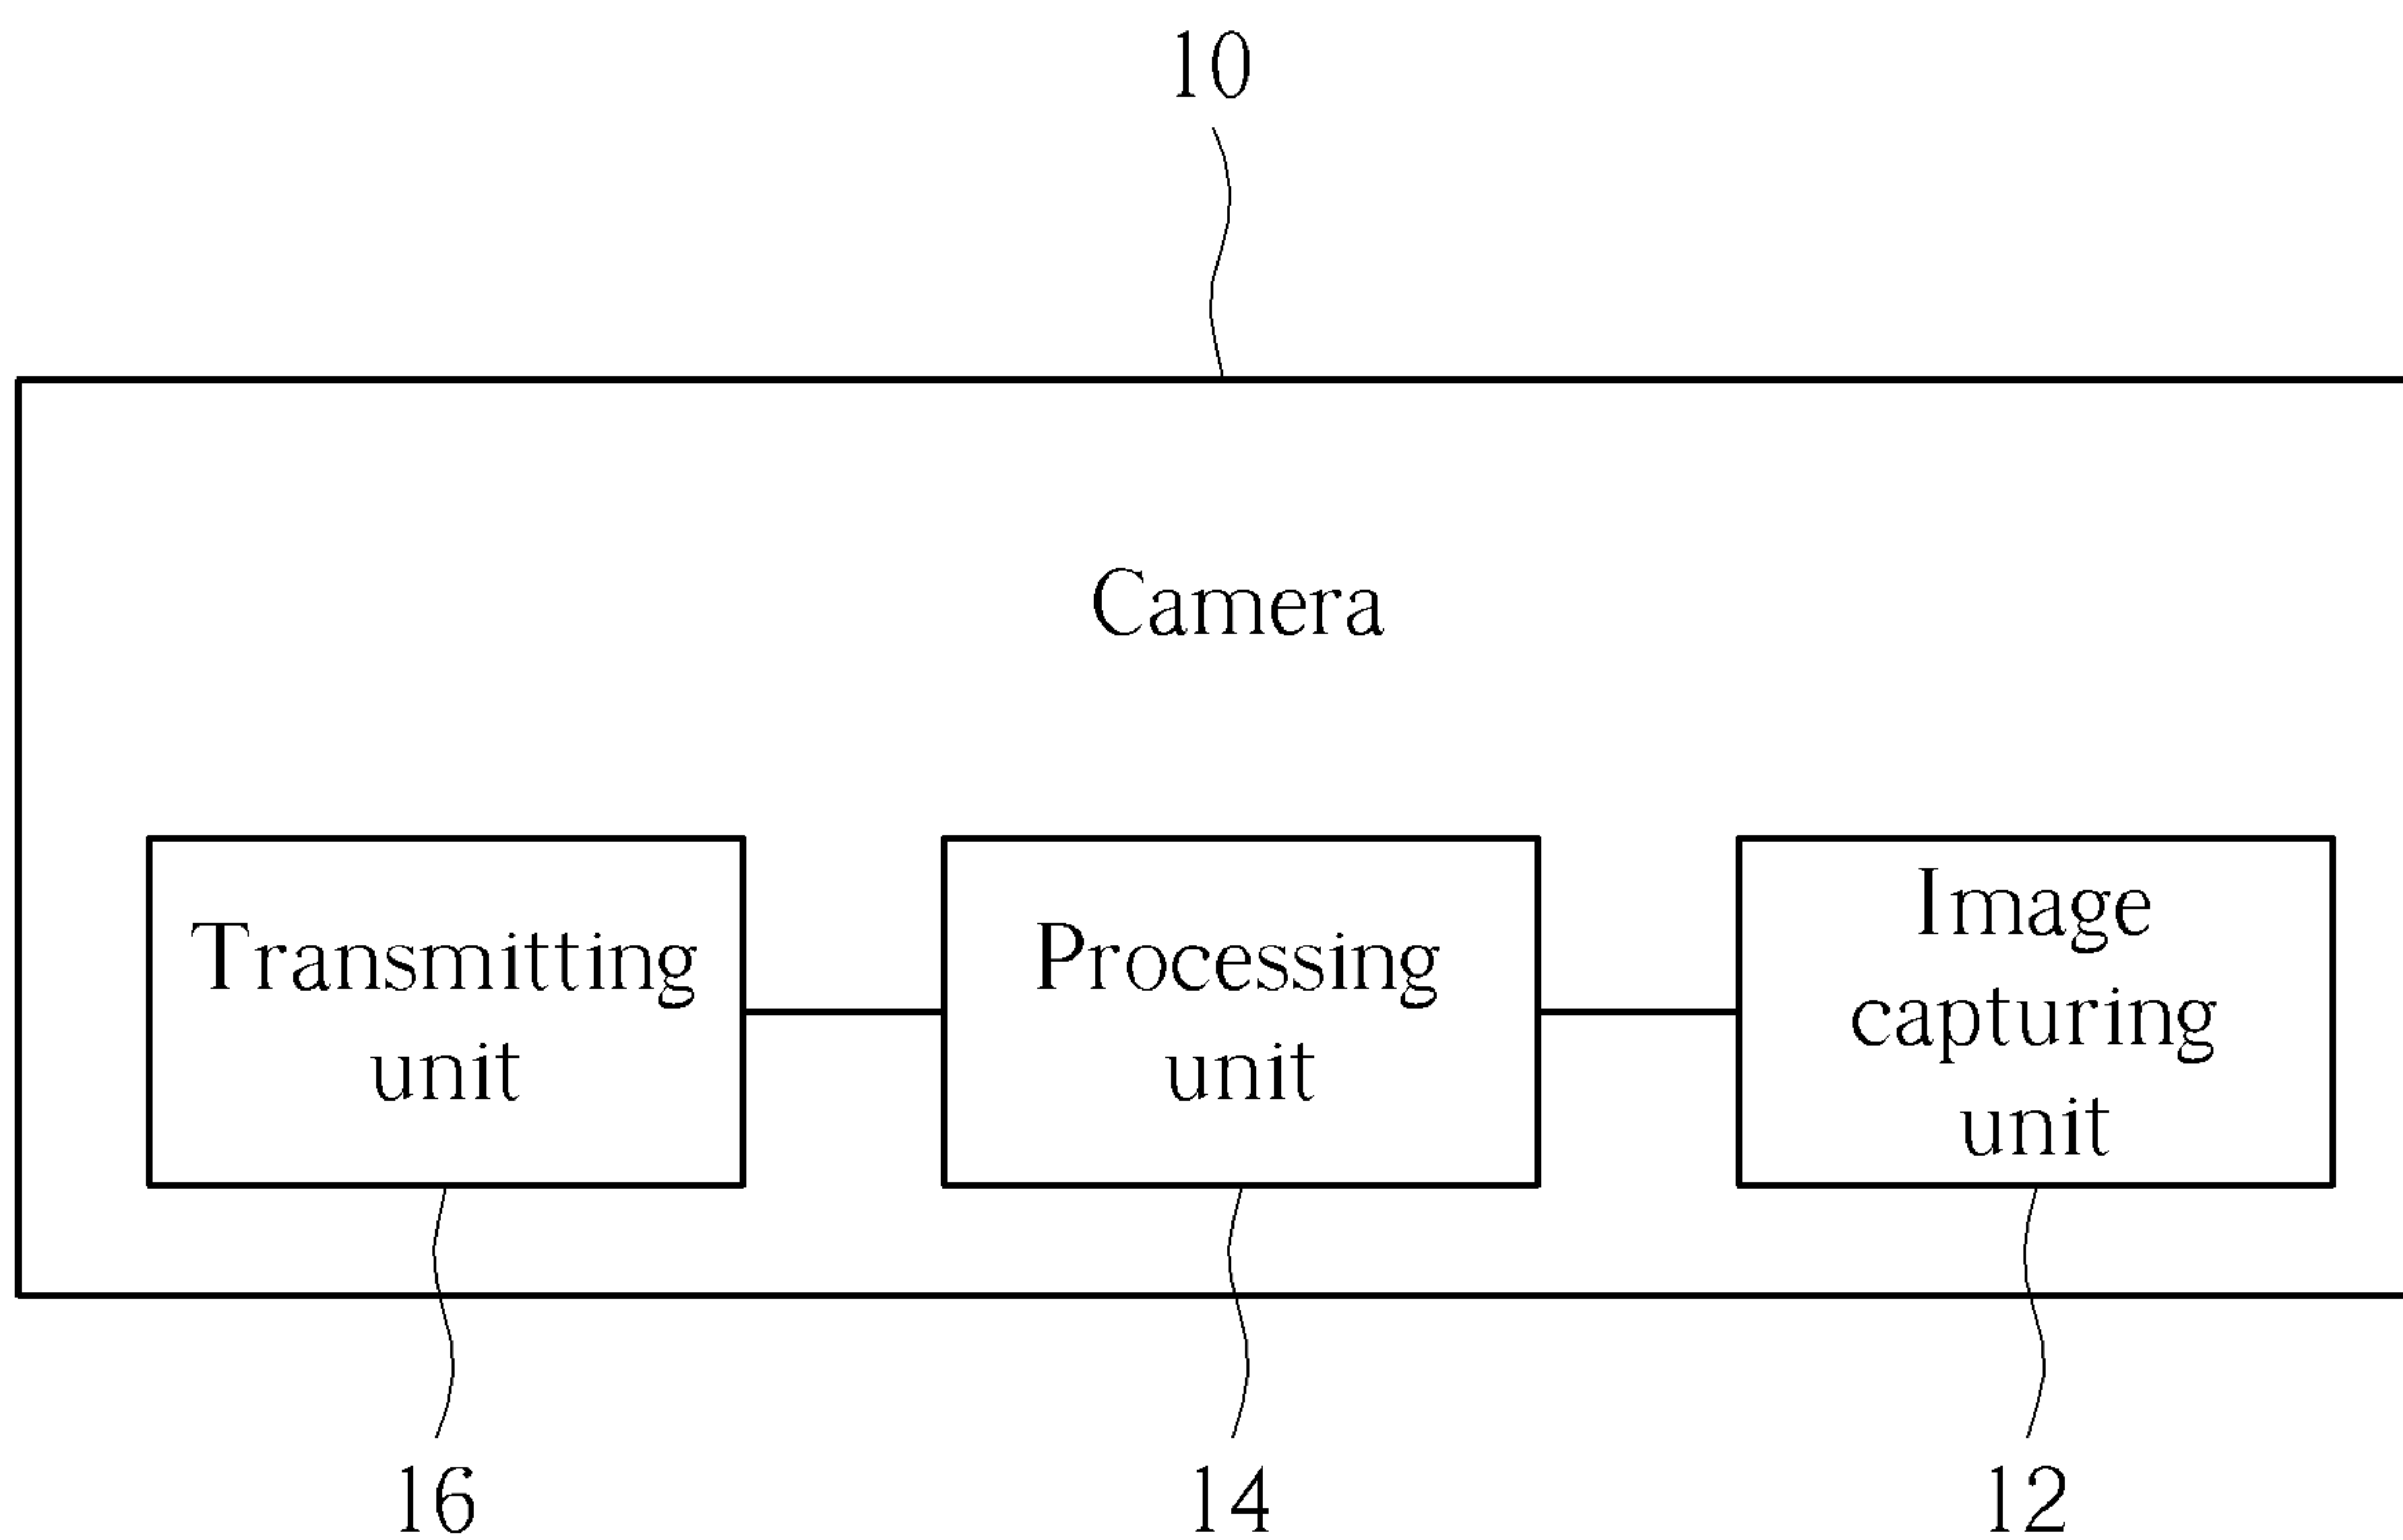 10
Camera
Transmitting
unit
Processing
unit
Image
capturing
unit
16
14
12